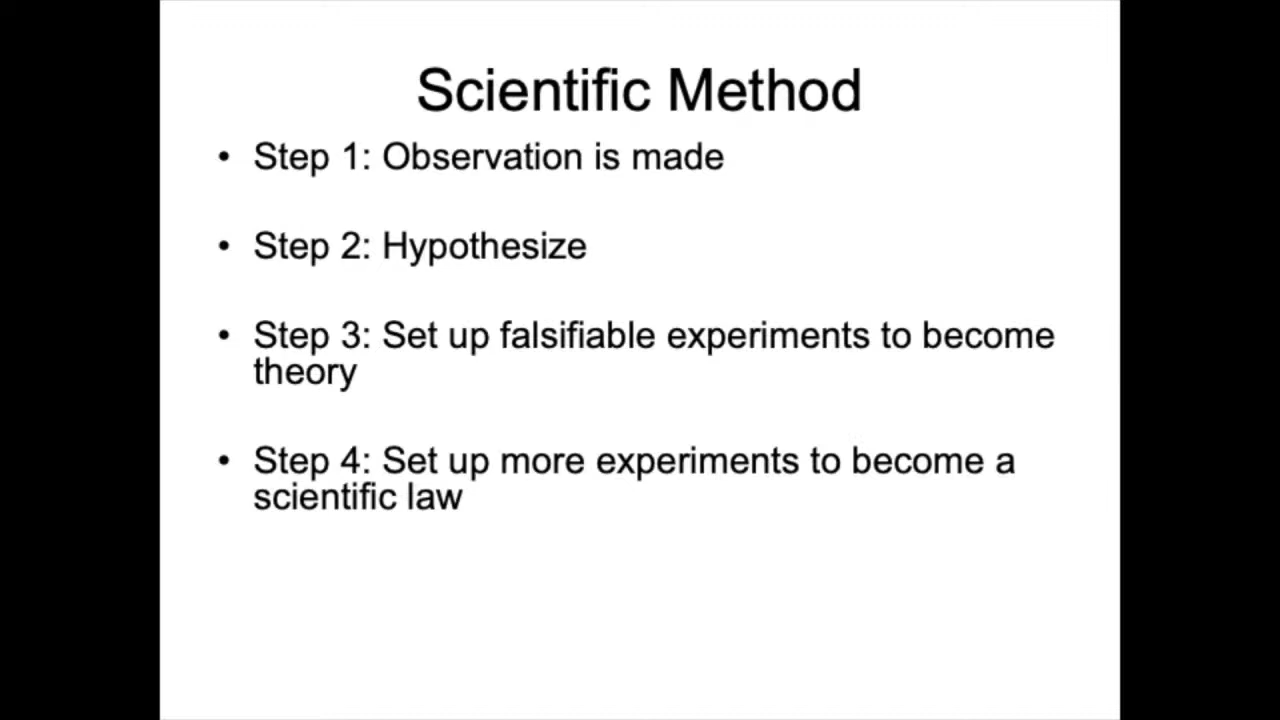 Scientific Method
• Step 1: Observation is made
• Step 2: Hypothesize
• Step 3: Set up falsifiable experiments to become
theory
• Step 4: Set up more experiments to become a
scientific law